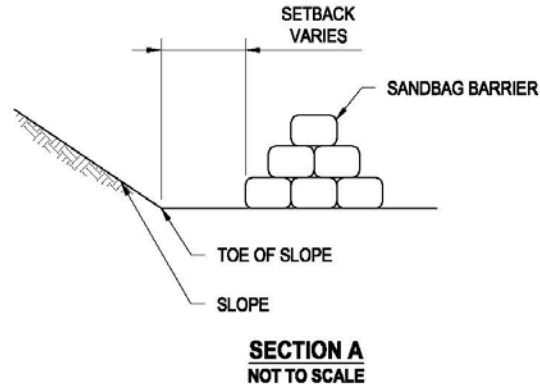 SETBACK
VARIES
SANDBAG BARRIER
TOE OF SLOPE
SLOPE
SECTION A
NOT TO SCALE